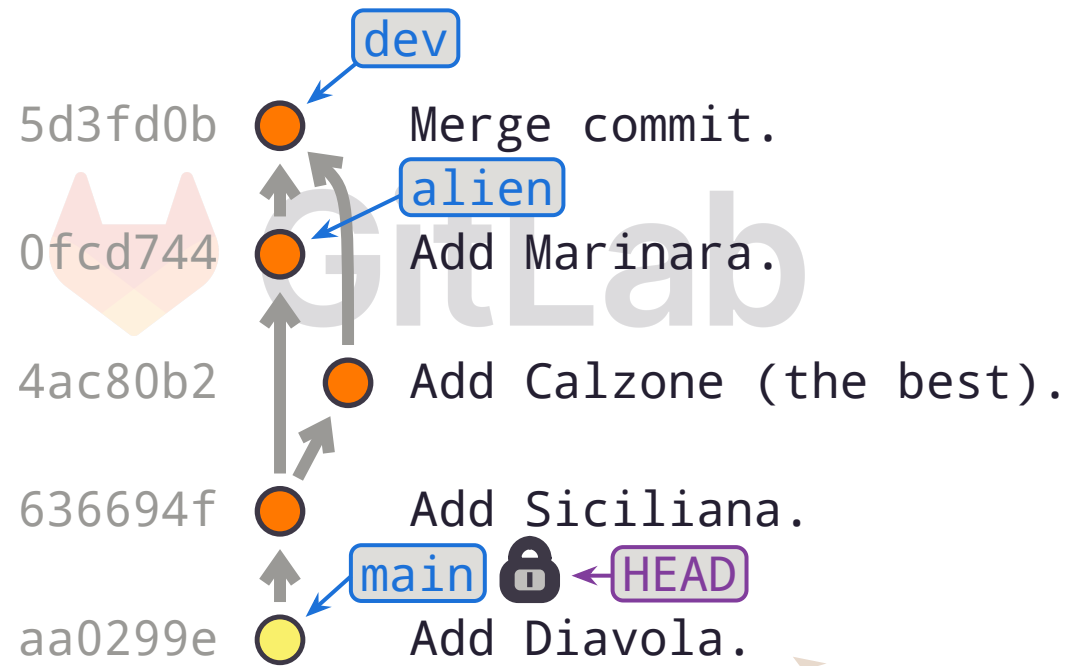 dev
5d3fd0b Merge commit.
alien
GitLab
0fcd744 Add Marinara.
4ac80b2 Add Calzone (the best).
636694f Add Siciliana.
main HEAD
aa0299e Add Diavola.